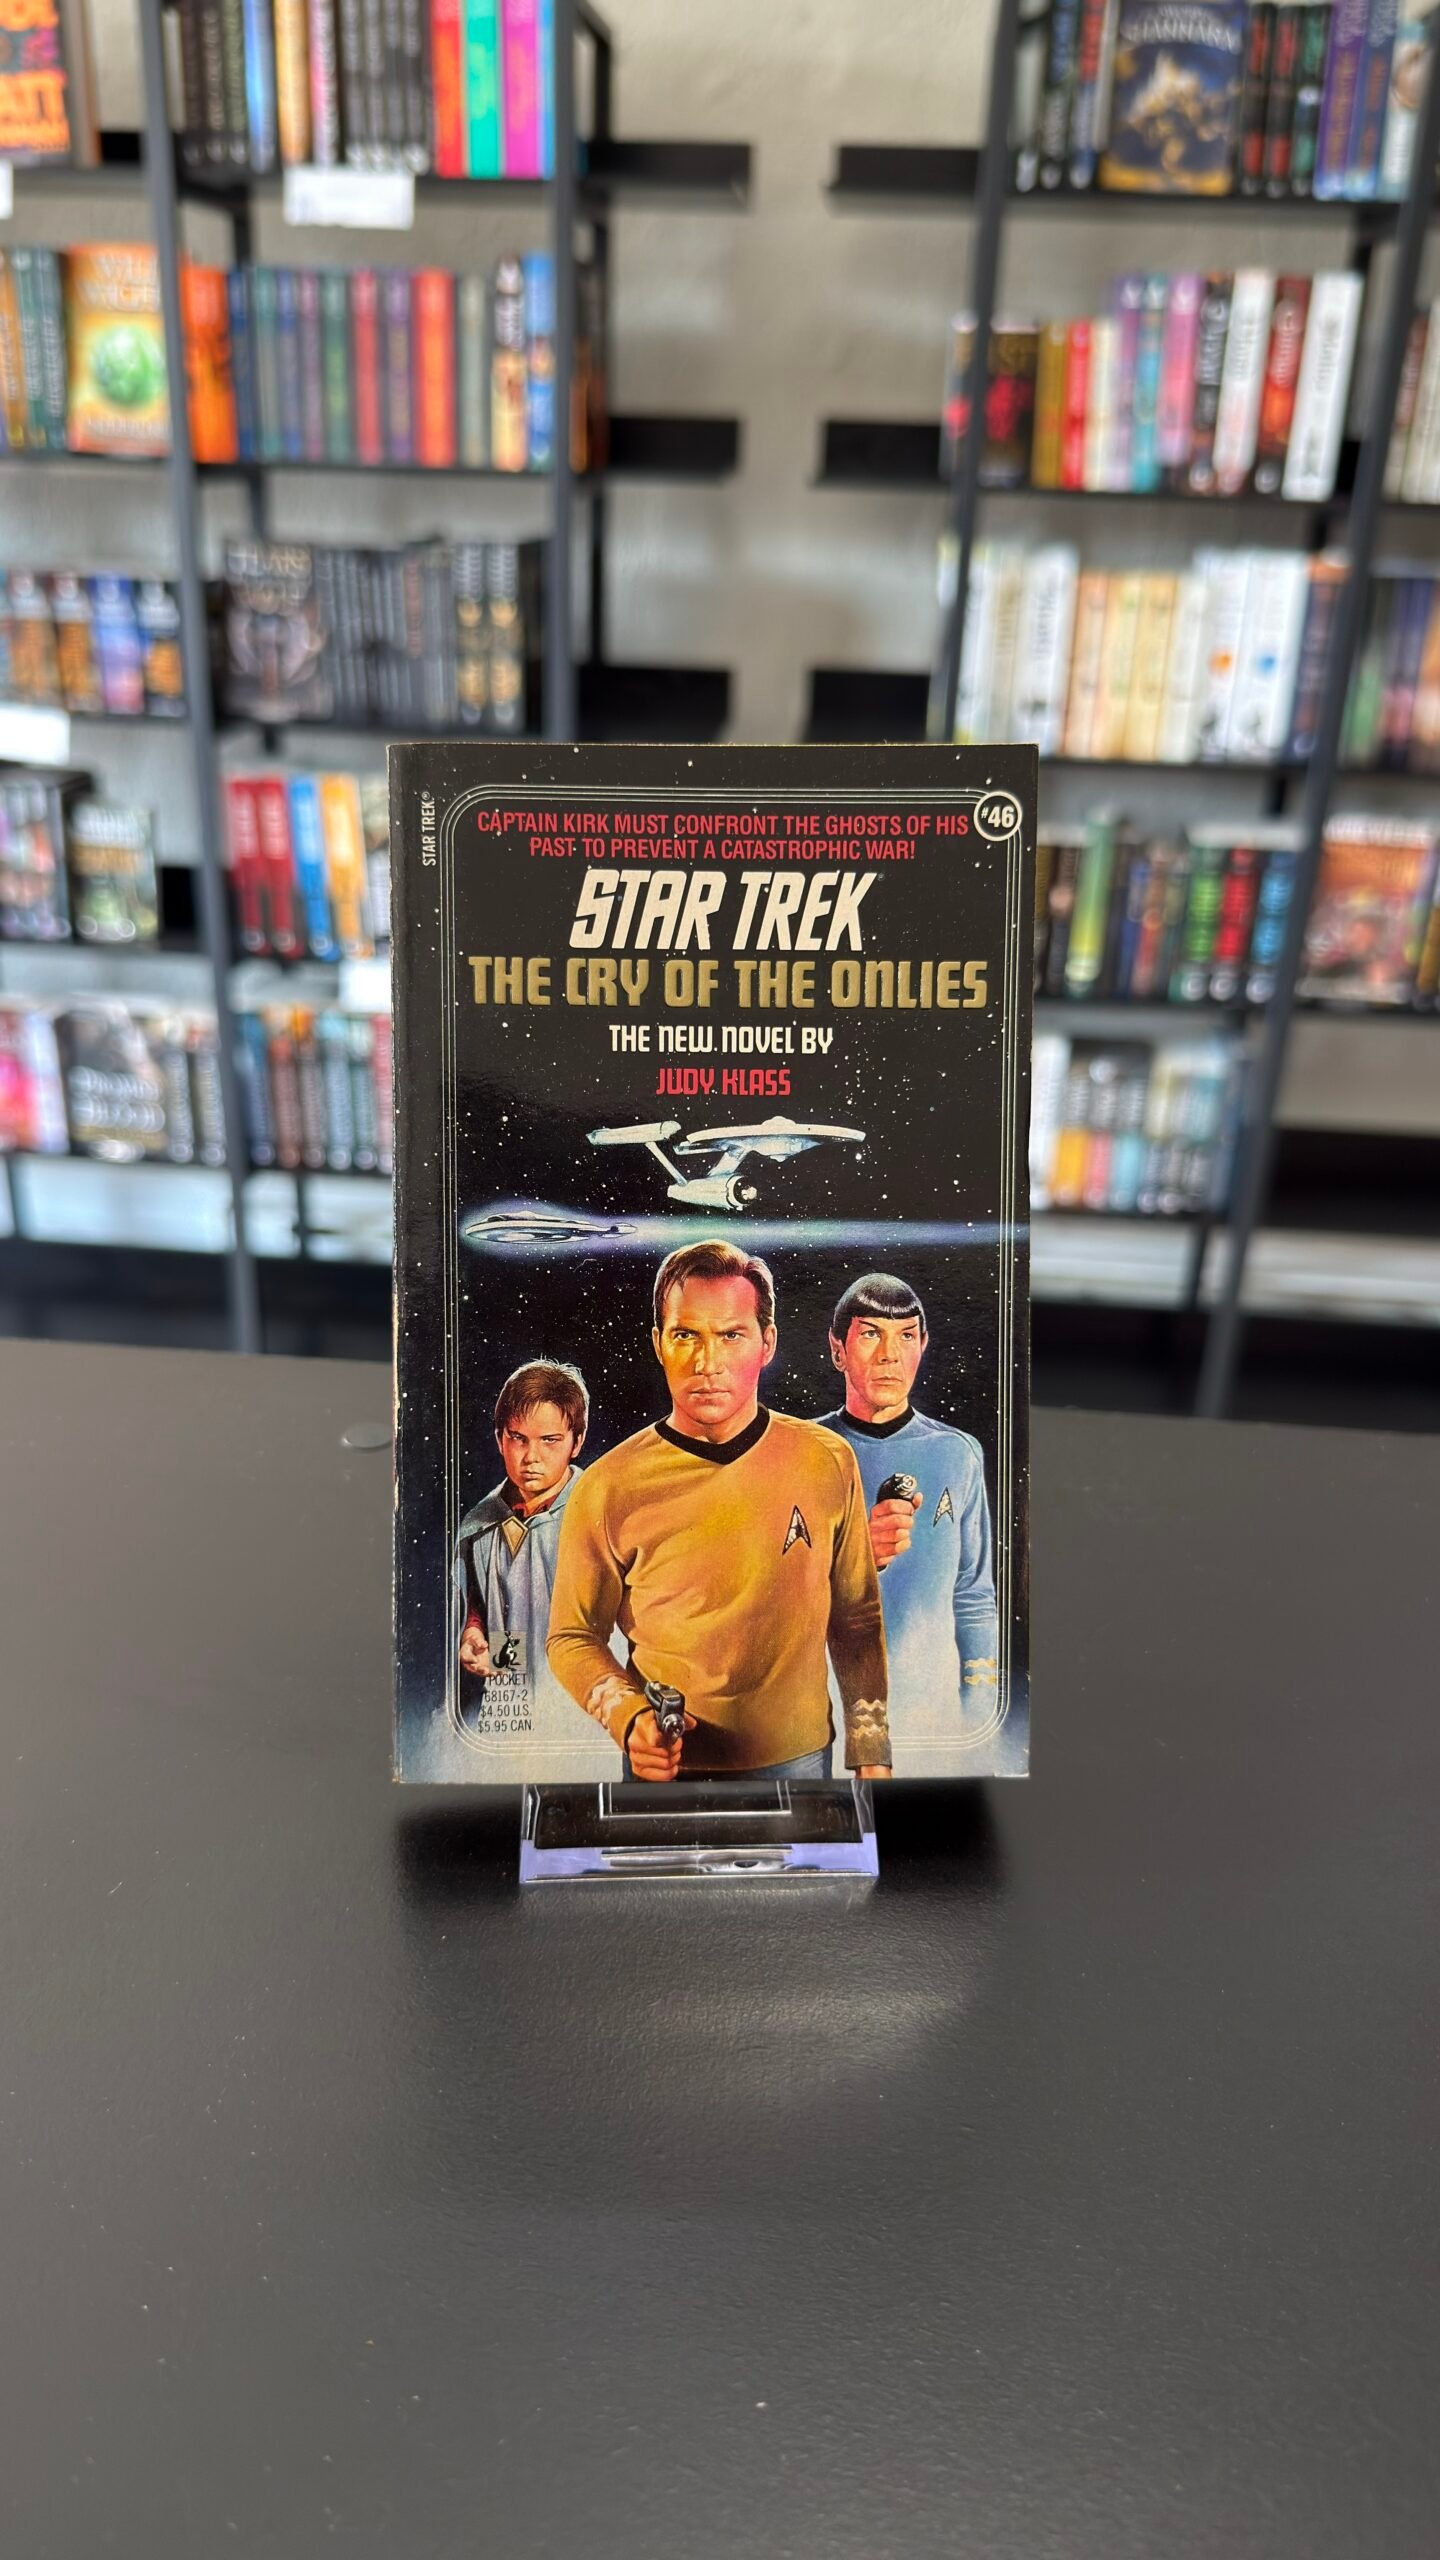 SHANNARA
STAR TREK®
CAPTAIN KIRK MUST CONFRONT THE GHOSTS OF HIS
PAST TO PREVENT A CATASTROPHIC WAR!
#46
STAR TREK®
THE CRY OF THE ONLIES
THE NEW NOVEL BY
JUDY KLASS
POCKET
68167-2
$4.50 U.S.
$5.95 CAN.